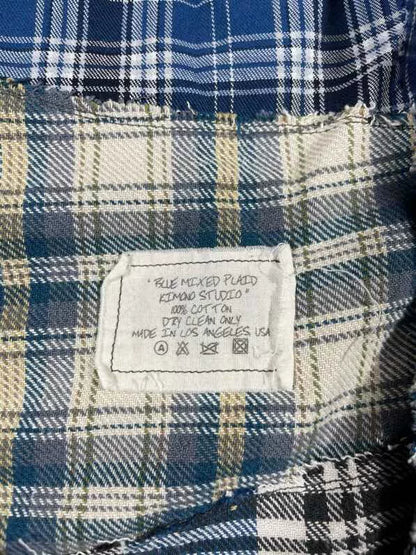 "BLUE MIXED PLAID
KIMONO STUDIO"
100% COTTON
DRY CLEAN ONLY
MADE IN LOS ANGELES USA
A